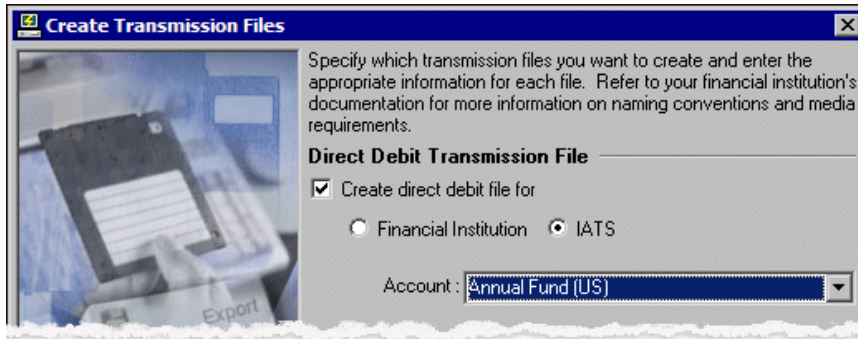 Create Transmission Files
Specify which transmission files you want to create and enter the
appropriate information for each file. Refer to your financial institution's
documentation for more information on naming conventions and media
requirements.
Direct Debit Transmission File
Create direct debit file for
Financial Institution
IATS
Account :
Annual Fund (US)
Export